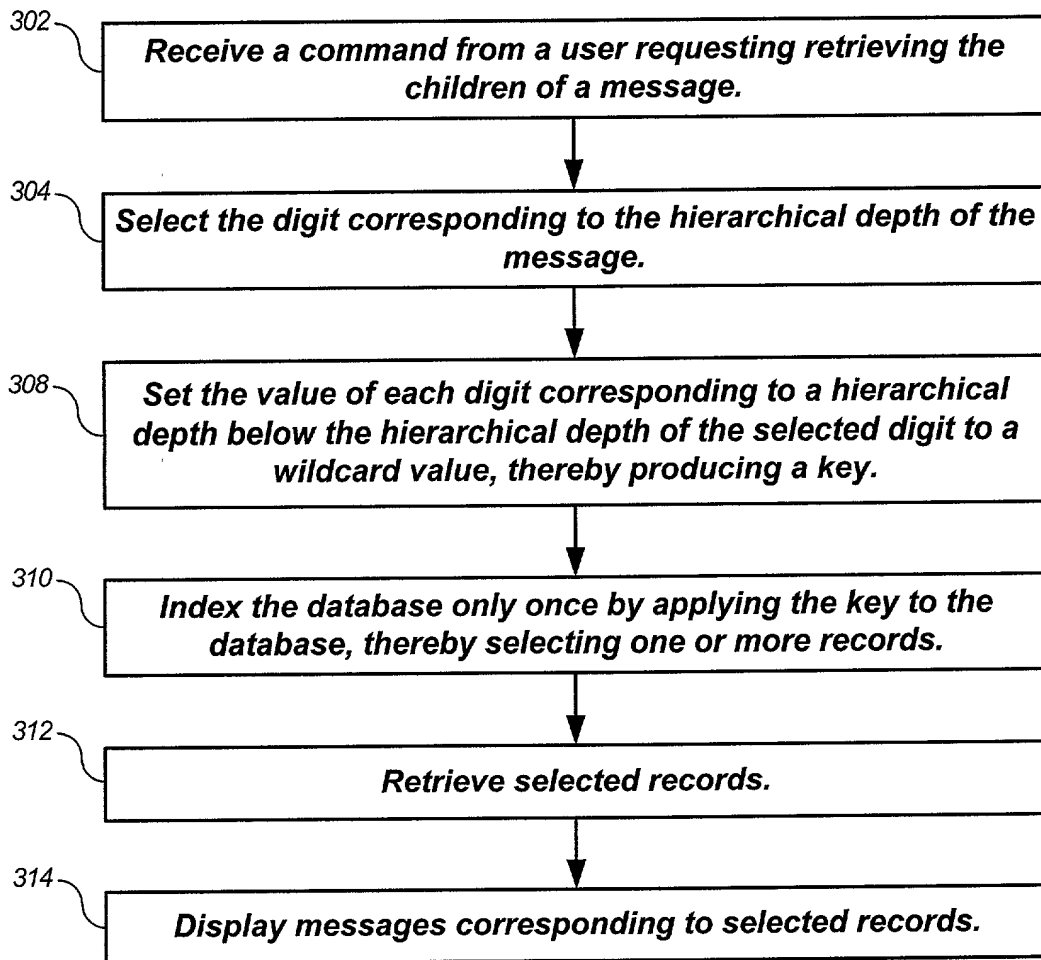 302
Receive a command from a user requesting retrieving the
children of a message.
304
Select the digit corresponding to the hierarchical depth of the
message.
308
Set the value of each digit corresponding to a hierarchical
depth below the hierarchical depth of the selected digit to a
wildcard value, thereby producing a key.
310
Index the database only once by applying the key to the
database, thereby selecting one or more records.
312
Retrieve selected records.
314
Display messages corresponding to selected records.